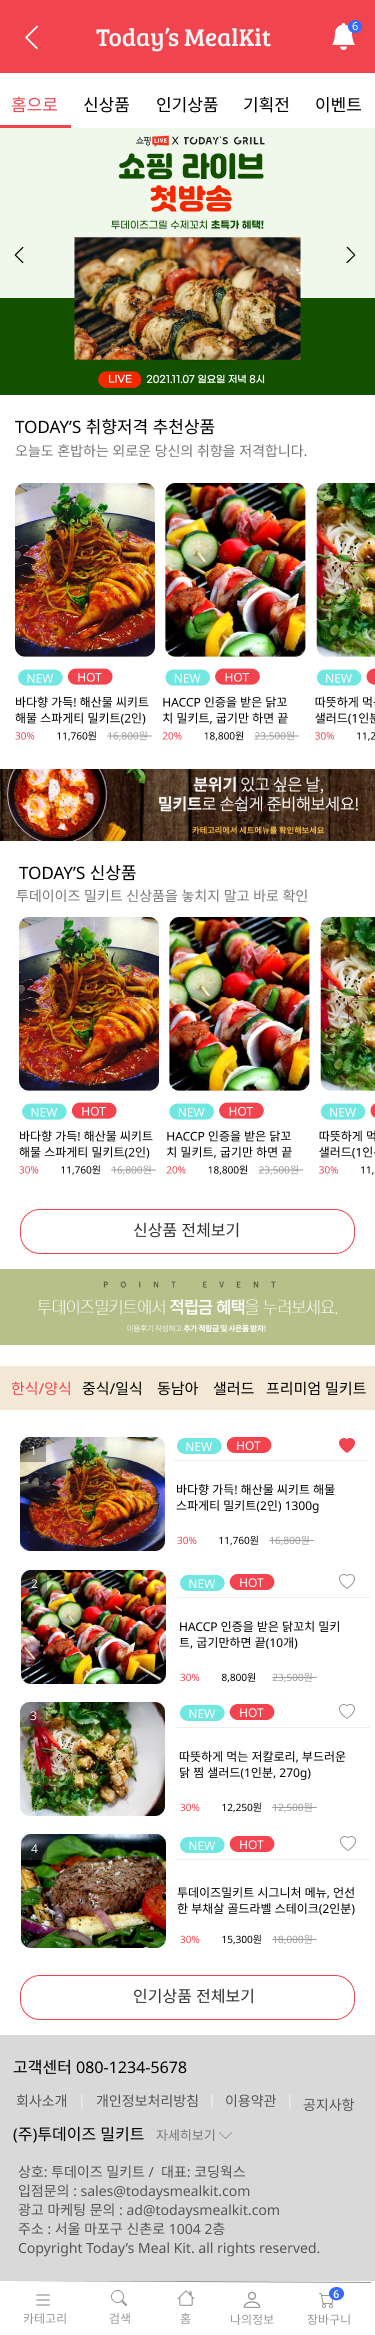 Today's MealKit
6
홈으로 신상품 인기상품 기획전 이벤트
쇼핑LIVE X TODAY'S GRILL
쇼핑 라이브
첫방송
투데이즈그릴 수제꼬치 초특가 혜택!
LIVE 2021.11.07 일요일 저녁 8시
TODAY'S 취향저격 추천상품
오늘도 혼밥하는 외로운 당신의 취향을 저격합니다.
NEW HOT NEW HOT NEW
바다향 가득! 해산물 씨키트 HACCP 인증을 받은 닭꼬 따뜻하게 먹
해물 스파게티 밀키트(2인) 치 밀키트, 굽기만 하면 끝 샐러드(1인분
30% 11,760원 16,800원 20% 18,800원 23,500원 30% 11,2
분위기 있고 싶은 날,
밀키트로 손쉽게 준비해보세요!
카테고리에서 세트메뉴를 확인해보세요
TODAY'S 신상품
투데이이즈 밀키트 신상품을 놓치지 말고 바로 확인
NEW HOT NEW HOT NEW
바다향 가득! 해산물 씨키트 HACCP 인증을 받은 닭꼬 따뜻하게 먹
해물 스파게티 밀키트(2인) 치 밀키트, 굽기만 하면 끝 샐러드(1인
30% 11,760원 16,800원 20% 18,800원 23,500원 30% 11,
신상품 전체보기
POINT EVENT
투데이즈밀키트에서 적립금 혜택을 누려보세요.
이용후기 작성하고 추가 적립금 및 사은품 받자!
한식/양식 중식/일식 동남아 샐러드 프리미엄 밀키트
1
NEW HOT
바다향 가득! 해산물 씨키트 해물
스파게티 밀키트(2인) 1300g
30% 11,760원 16,800원
2
NEW HOT
HACCP 인증을 받은 닭꼬치 밀키
트, 굽기만하면 끝(10개)
30% 8,800원 23,500원
3
NEW HOT
따뜻하게 먹는 저칼로리, 부드러운
닭 찜 샐러드(1인분, 270g)
30% 12,250원 12,500원
4
NEW HOT
투데이즈밀키트 시그니처 메뉴, 언선
한 부채살 골드라벨 스테이크(2인분)
30% 15,300원 18,000원
인기상품 전체보기
고객센터 080-1234-5678
회사소개 | 개인정보처리방침 | 이용약관 | 공지사항
(주)투데이즈 밀키트 자세히보기
상호: 투데이즈 밀키트 / 대표: 코딩웍스
입점문의 : sales@todaysmealkit.com
광고 마케팅 문의 : ad@todaysmealkit.com
주소 : 서울 마포구 신촌로 1004 2층
Copyright Today's Meal Kit. all rights reserved.
6
카테고리 검색 홈 나의정보 장바구니